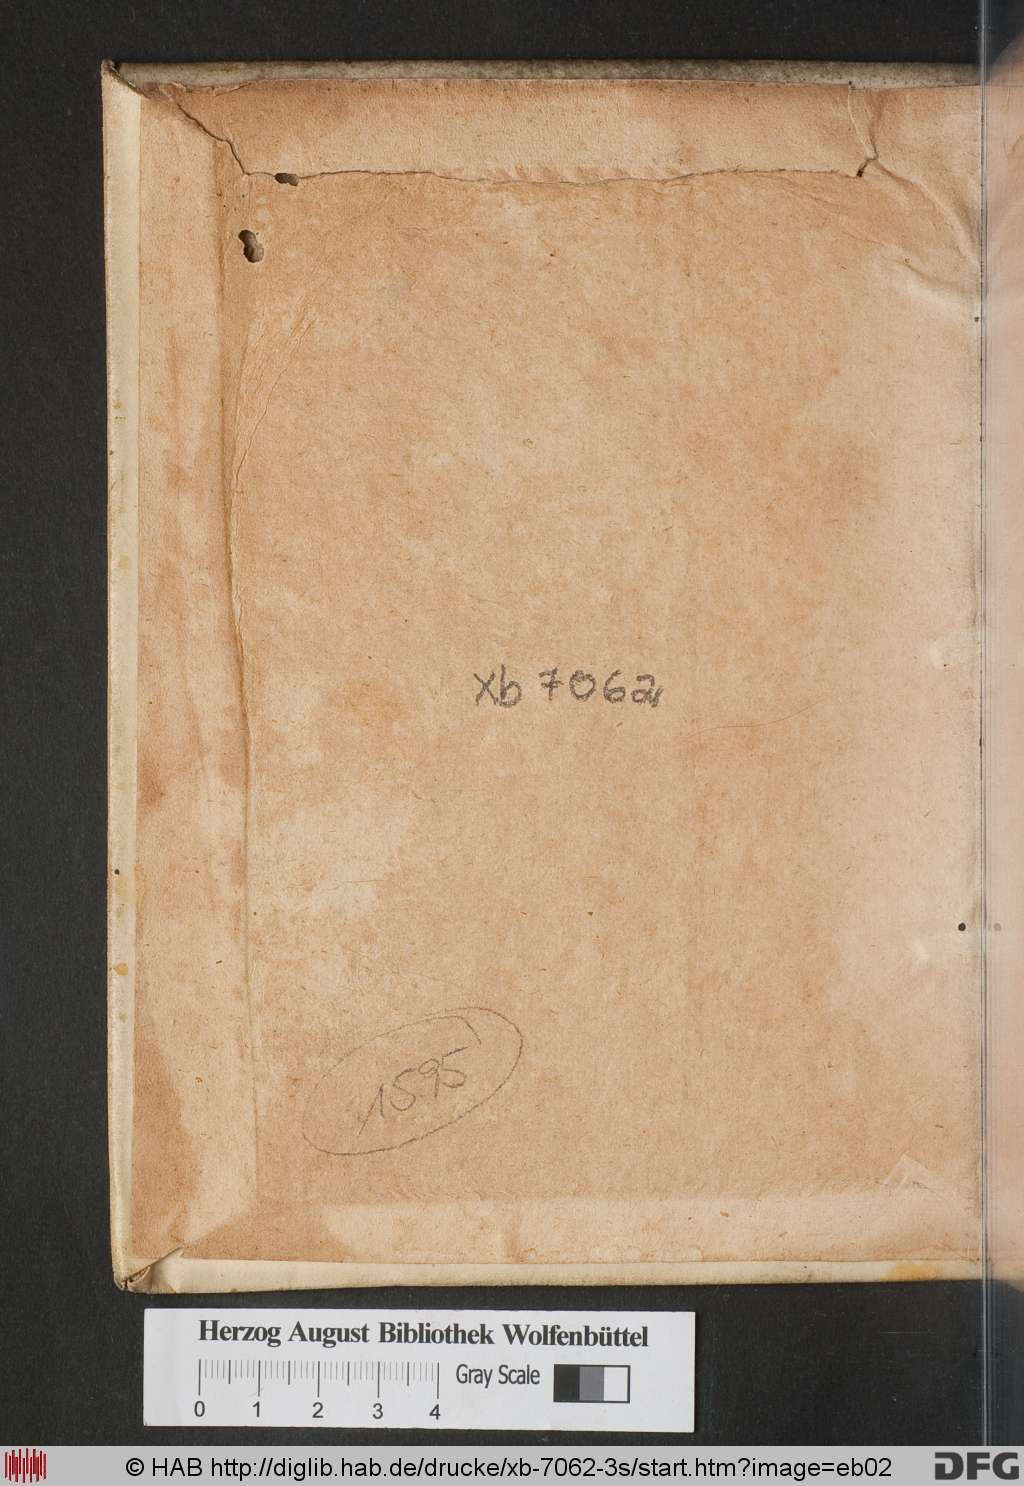 Xb 7062
1595
Herzog August Bibliothek Wolfenbüttel
Gray Scale
0 1 2 3 4
© HAB http://diglib.hab.de/drucke/xb-7062-3s/start.htm?image=eb02
DFG